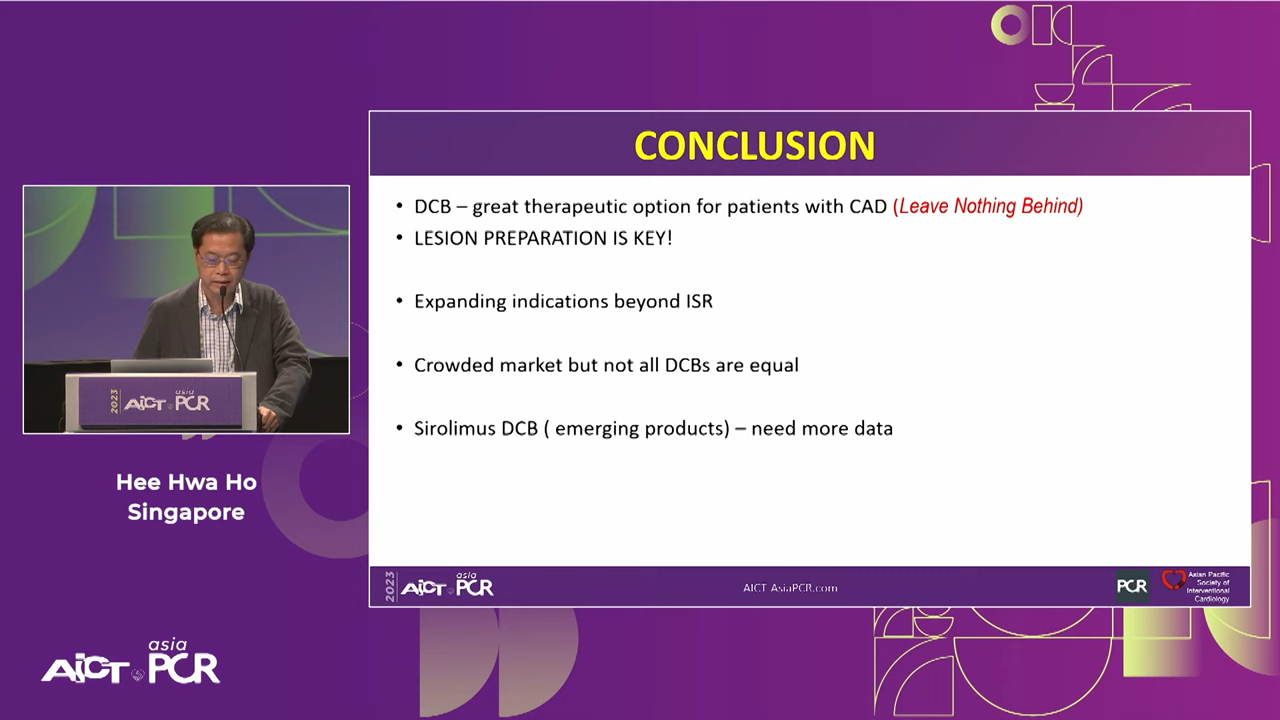 CONCLUSION
• DCB – great therapeutic option for patients with CAD (Leave Nothing Behind)
• LESION PREPARATION IS KEY!
• Expanding indications beyond ISR
• Crowded market but not all DCBs are equal
• Sirolimus DCB ( emerging products) – need more data
2023 AICT asia PCR
AICT AsiaPCR.com
PCR
Asian Pacific
Society of
Interventional
Cardiology
2023 AICT asia PCR
Hee Hwa Ho
Singapore
AICT asia PCR